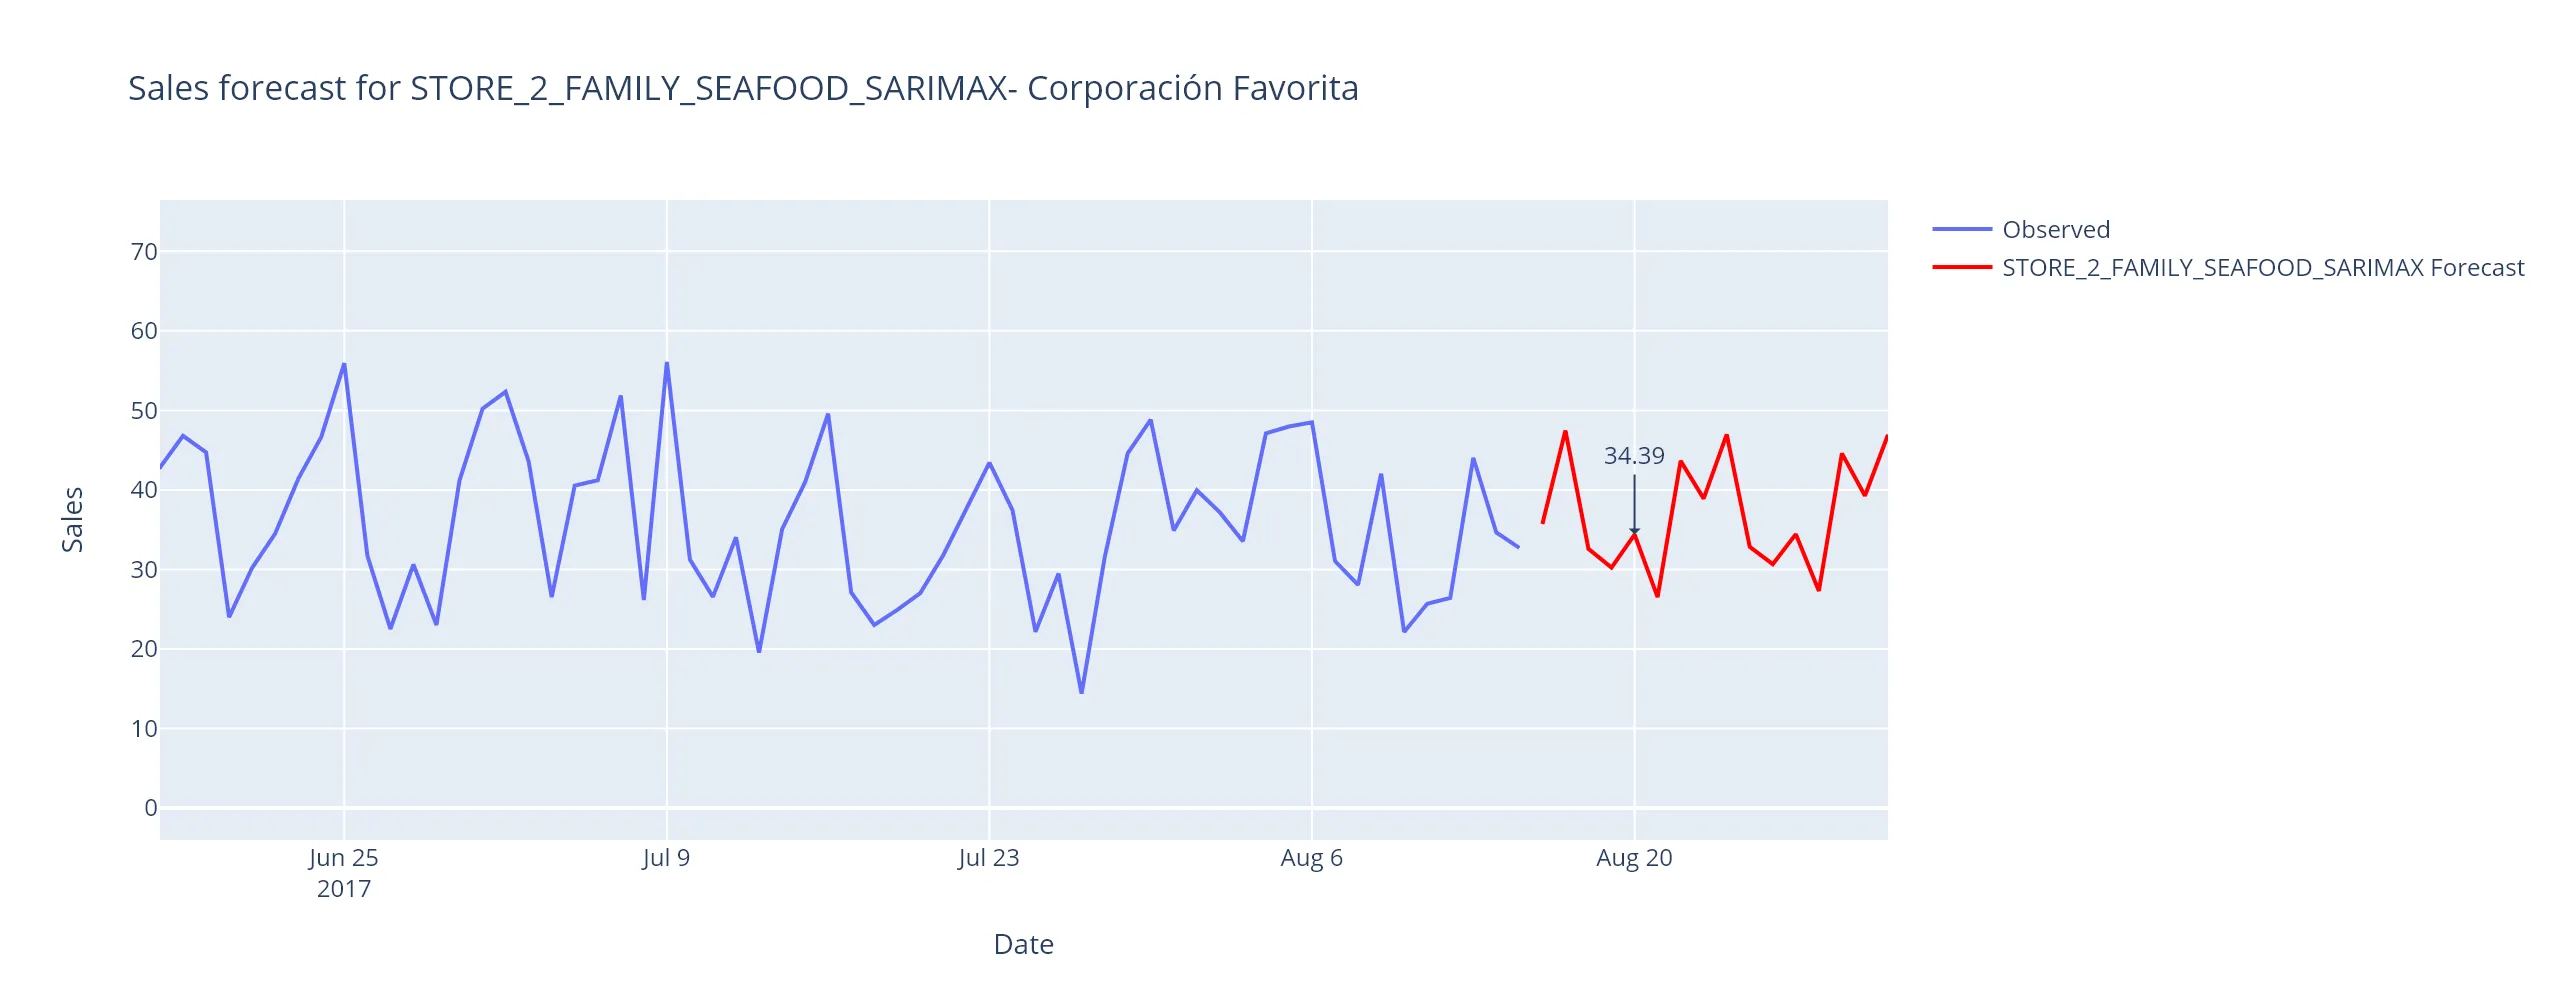 Sales forecast for STORE_2_FAMILY_SEAFOOD_SARIMAX- Corporación Favorita
Observed
STORE_2_FAMILY_SEAFOOD_SARIMAX Forecast
70
60
50
40
30
20
10
0
Sales
34.39
Jun 25
2017
Jul 9
Jul 23
Aug 6
Aug 20
Date